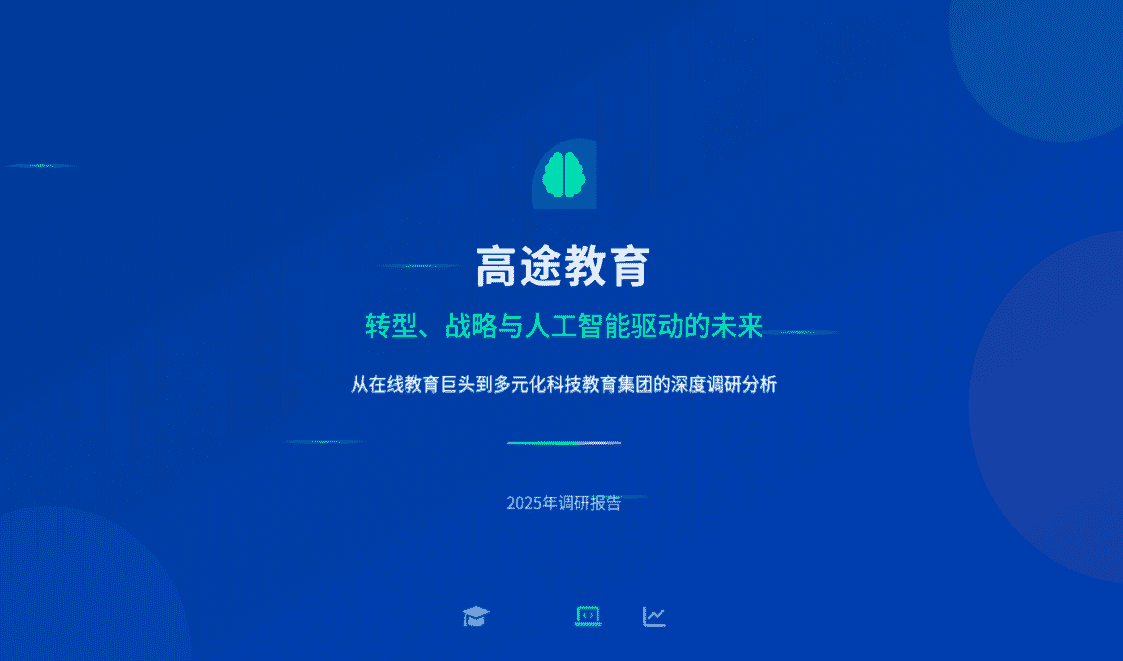 高途教育
转型、战略与人工智能驱动的未来
从在线教育巨头到多元化科技教育集团的深度调研分析
2025年调研报告